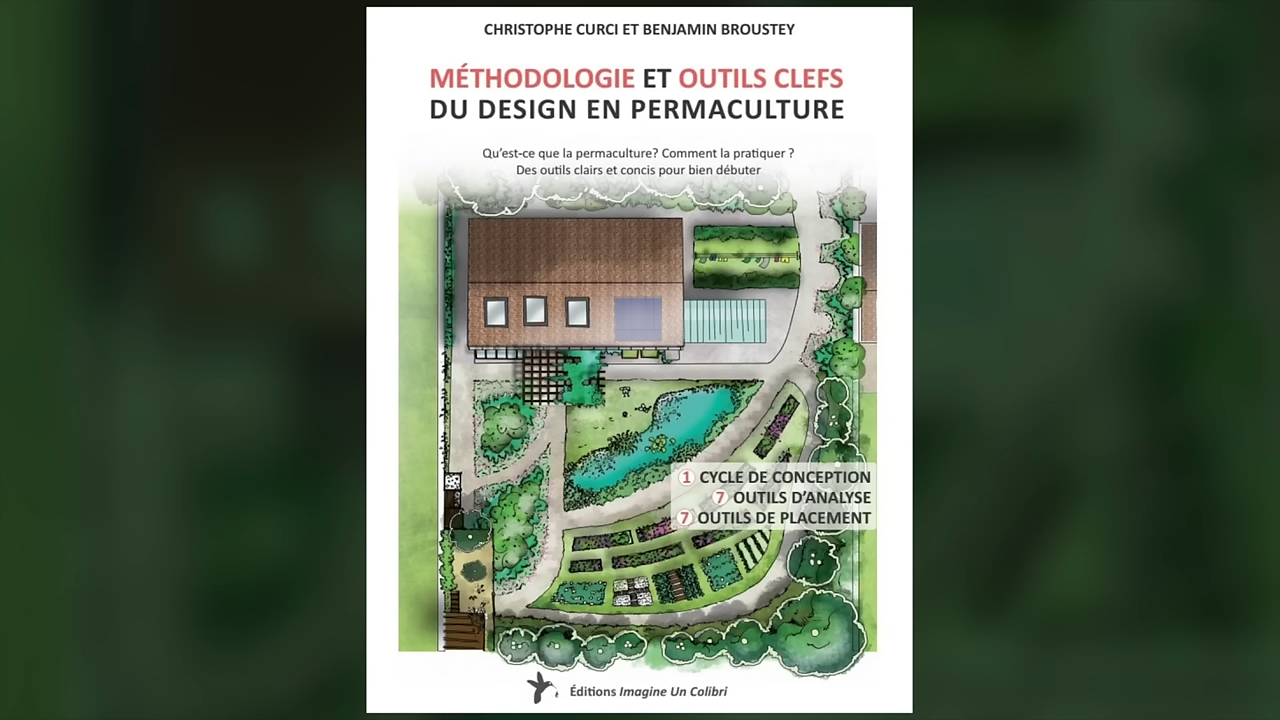 CHRISTOPHE CURCI ET BENJAMIN BROUSTEY
MÉTHODOLOGIE ET OUTILS CLEFS
DU DESIGN EN PERMACULTURE
Qu'est-ce que la permaculture? Comment la pratiquer ?
Des outils clairs et concis pour bien débuter
1 CYCLE DE CONCEPTION
7 OUTILS D'ANALYSE
7 OUTILS DE PLACEMENT
Éditions Imagine Un Colibri